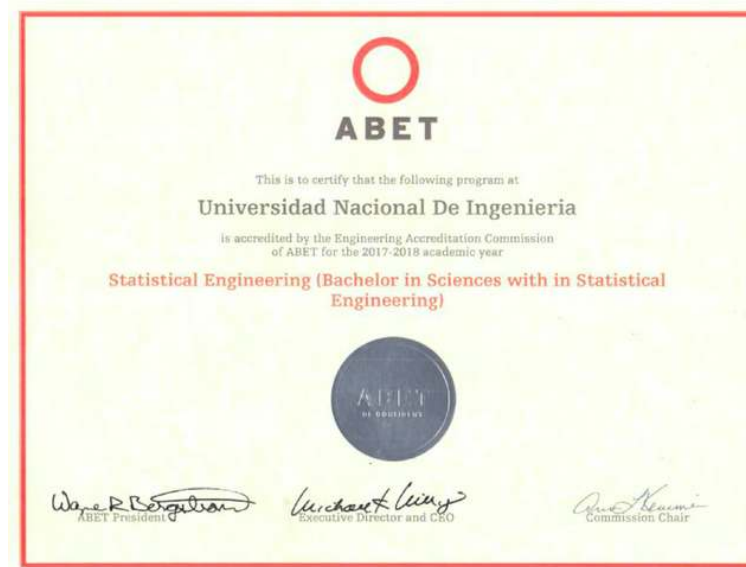 ABET
This is to certify that the following program at
Universidad Nacional De Ingenieria
is accredited by the Engineering Accreditation Commission
of ABET for the 2017-2018 academic year
Statistical Engineering (Bachelor in Sciences with in Statistical
Engineering)
ABET
Wayne R Bergstrom
ABET President
Executive Director and CEO
Commission Chair